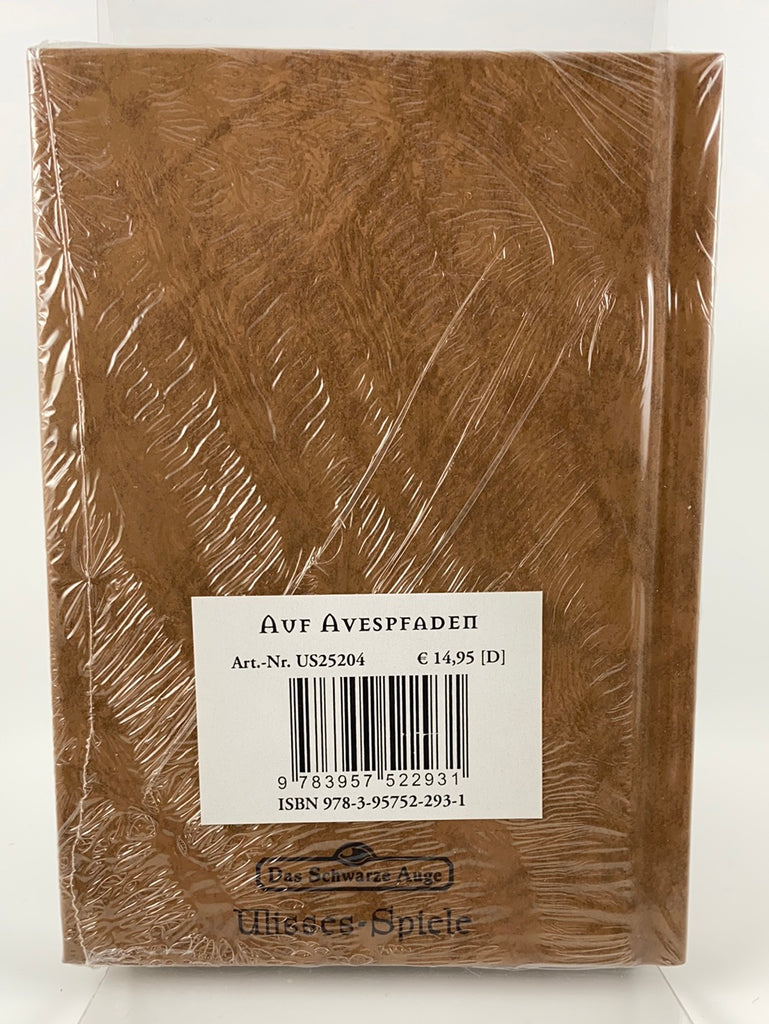 Auf Avespfaden
Art.-Nr. US25204 € 14,95 [D]
9 783957 522931
ISBN 978-3-95752-293-1
Das Schwarze Auge
Ulisses-Spiele